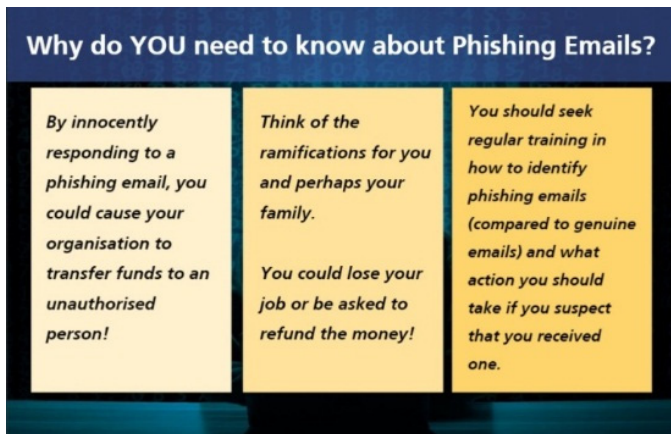 Why do YOU need to know about Phishing Emails?
By innocently
responding to a
phishing email, you
could cause your
organisation to
transfer funds to an
unauthorised
person!
Think of the
ramifications for you
and perhaps your
family.
You could lose your
job or be asked to
refund the money!
You should seek
regular training in
how to identify
phishing emails
(compared to genuine
emails) and what
action you should
take if you suspect
that you received
one.